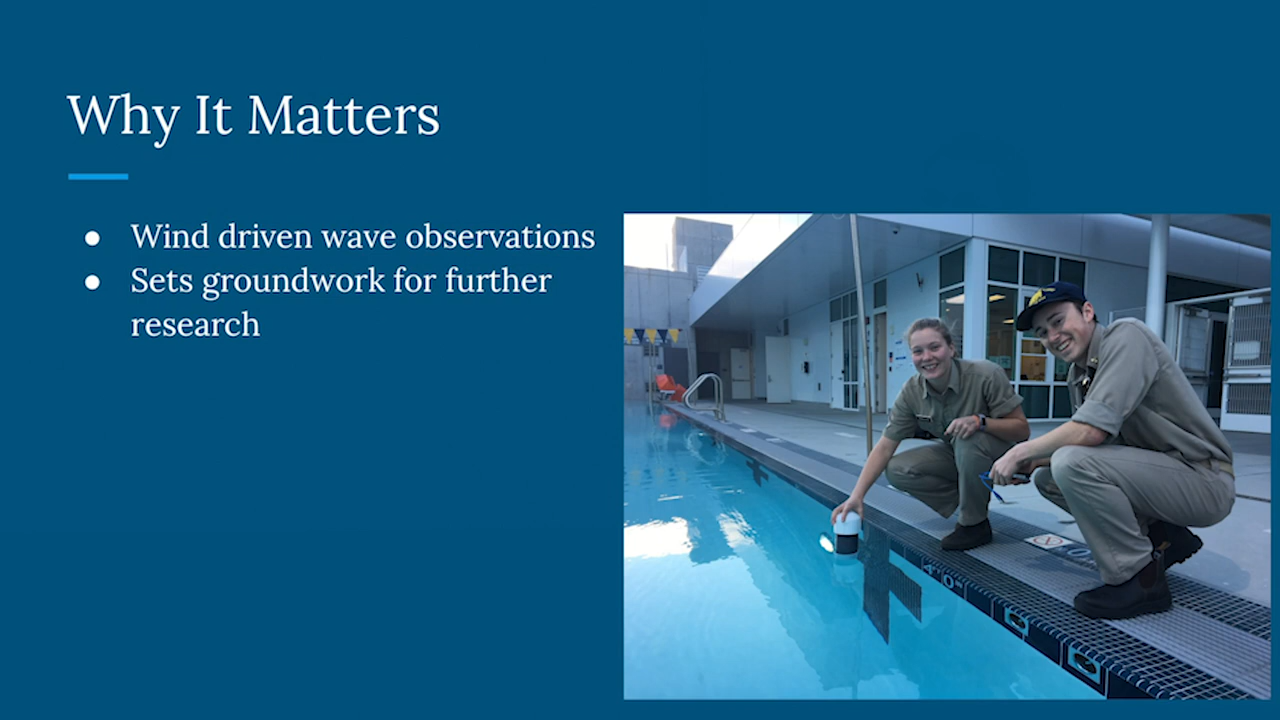 Why It Matters
● Wind driven wave observations
● Sets groundwork for further
research